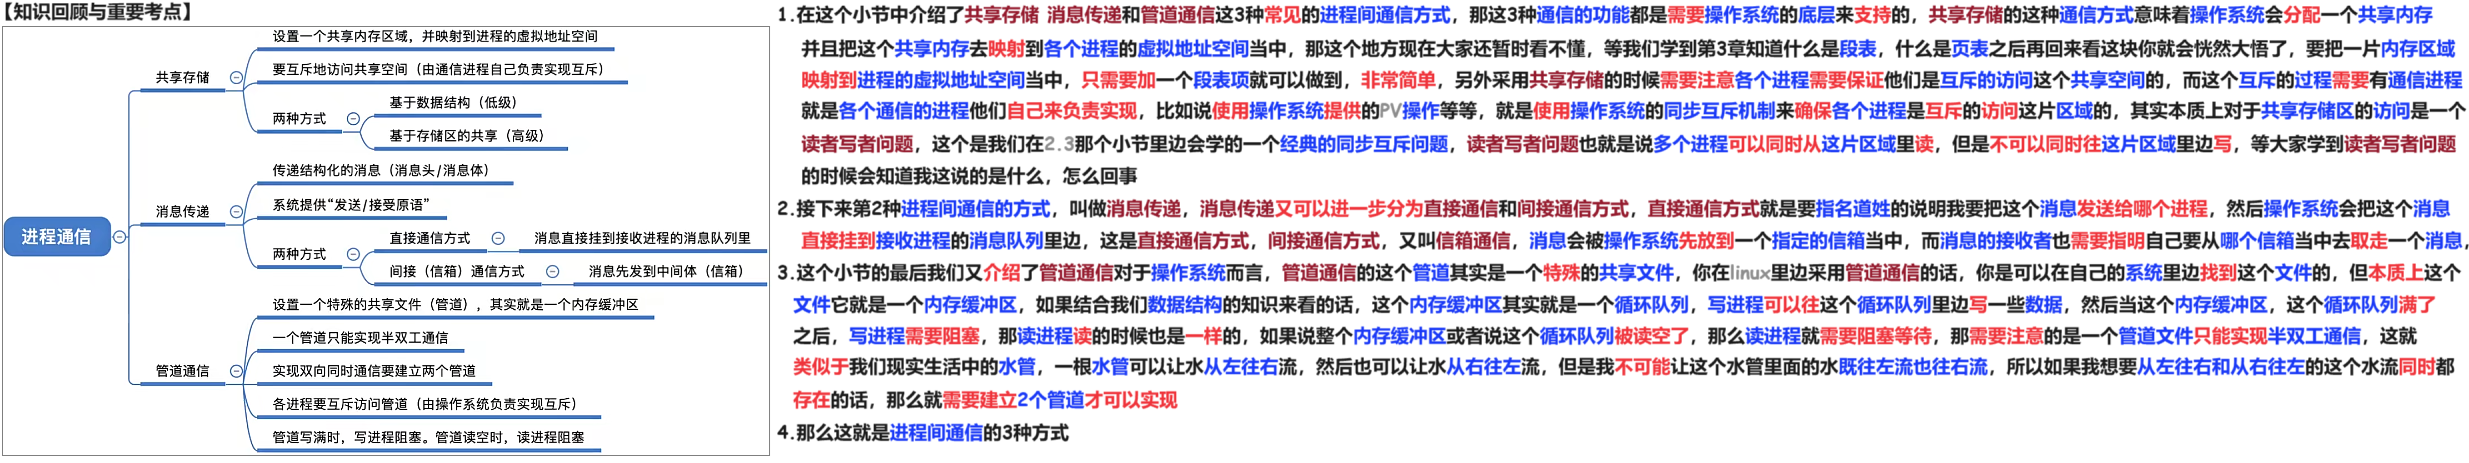 【知识回顾与重要考点】
进程通信
共享存储
设置一个共享内存区域，并映射到进程的虚拟地址空间
要互斥地访问共享空间（由通信进程自己负责实现互斥）
两种方式
基于数据结构（低级）
基于存储区的共享（高级）
消息传递
传递结构化的消息（消息头/消息体）
系统提供“发送/接受原语”
两种方式
直接通信方式
消息直接挂到接收进程的消息队列里
间接（信箱）通信方式
消息先发到中间体（信箱）
管道通信
设置一个特殊的共享文件（管道），其实就是一个内存缓冲区
一个管道只能实现半双工通信
实现双向同时通信要建立两个管道
各进程要互斥访问管道（由操作系统负责实现互斥）
管道写满时，写进程阻塞。管道读空时，读进程阻塞
1.在这个小节中介绍了共享存储 消息传递和管道通信这3种常见的进程间通信方式，那这3种通信的功能都是需要操作系统的底层来支持的，共享存储的这种通信方式意味着操作系统会分配一个共享内存
并且把这个共享内存去映射到各个进程的虚拟地址空间当中，那这个地方现在大家还暂时看不懂，等我们学到第3章知道什么是段表，什么是页表之后再回来看这块你就会恍然大悟了，要把一片内存区域
映射到进程的虚拟地址空间当中，只需要加一个段表项就可以做到，非常简单，另外采用共享存储的时候需要注意各个进程需要保证他们是互斥的访问这个共享空间的，而这个互斥的过程需要有通信进程
就是各个通信的进程他们自己来负责实现，比如说使用操作系统提供的PV操作等等，就是使用操作系统的同步互斥机制来确保各个进程是互斥的访问这片区域的，其实本质上对于共享存储区的访问是一个
读者写者问题，这个是我们在2.3那个小节里边会学的一个经典的同步互斥问题，读者写者问题也就是说多个进程可以同时从这片区域里读，但是不可以同时往这片区域里边写，等大家学到读者写者问题
的时候会知道我这说的是什么，怎么回事
2.接下来第2种进程间通信的方式，叫做消息传递，消息传递又可以进一步分为直接通信和间接通信方式，直接通信方式就是要指名道姓的说明我要把这个消息发送给哪个进程，然后操作系统会把这个消息
直接挂到接收进程的消息队列里边，这是直接通信方式，间接通信方式，又叫信箱通信，消息会被操作系统先放到一个指定的信箱当中，而消息的接收者也需要指明自己要从哪个信箱当中去取走一个消息，
3.这个小节的最后我们又介绍了管道通信对于操作系统而言，管道通信的这个管道其实是一个特殊的共享文件，你在linux里边采用管道通信的话，你是可以在自己的系统里边找到这个文件的，但本质上这个
文件它就是一个内存缓冲区，如果结合我们数据结构的知识来看的话，这个内存缓冲区其实就是一个循环队列，写进程可以往这个循环队列里边写一些数据，然后当这个内存缓冲区，这个循环队列满了
之后，写进程需要阻塞，那读进程读的时候也是一样的，如果说整个内存缓冲区或者说这个循环队列被读空了，那么读进程就需要阻塞等待，那需要注意的是一个管道文件只能实现半双工通信，这就
类似于我们现实生活中的水管，一根水管可以让水从左往右流，然后也可以让水从右往左流，但是我不可能让这个水管里面的水既往左流也往右流，所以如果我想要从左往右和从右往左的这个水流同时都
存在的话，那么就需要建立2个管道才可以实现
4.那么这就是进程间通信的3种方式